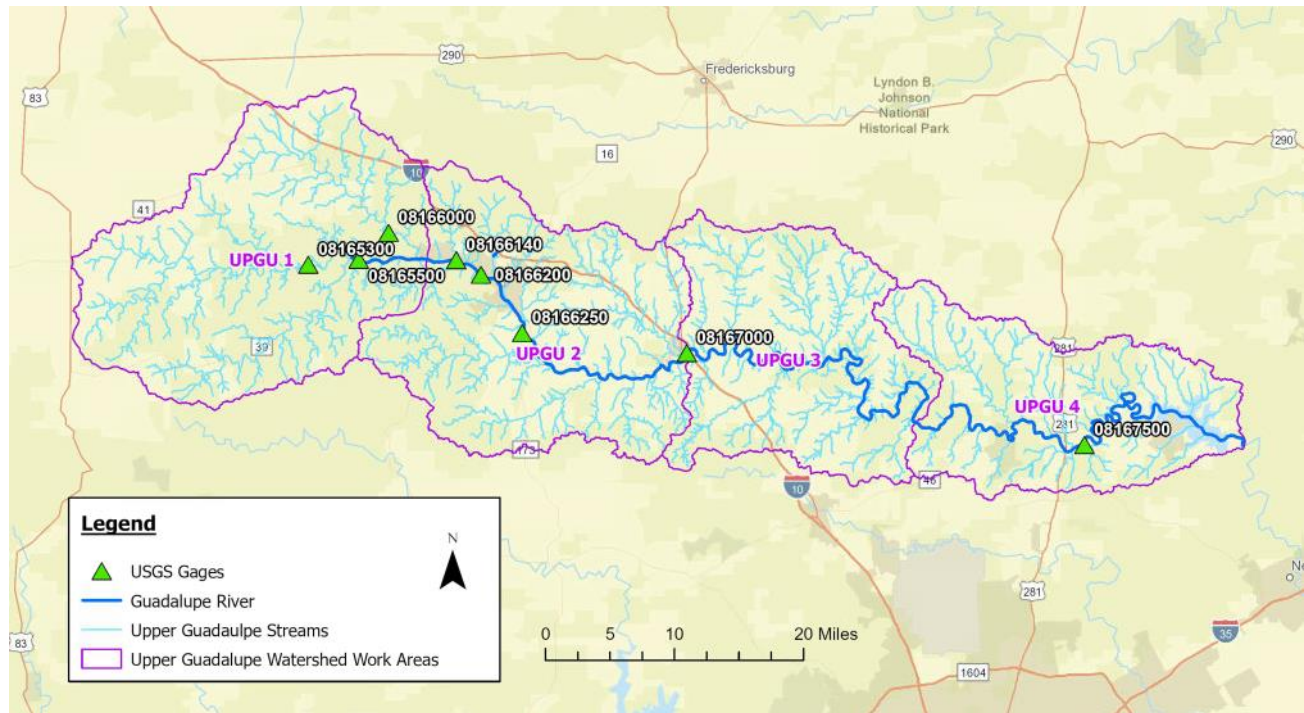 290
83
Fredericksburg
Lyndon B.
Johnson
National
Historical Park
290
16
10
41
08166000
08165300
08166140
UPGU 1
08165500
08166200
39
08166250
UPGU 2
08167000
UPGU 3
281
UPGU 4
281
08167500
173
46
10
Legend
N
USGS Gages
Guadalupe River
Upper Guadaulpe Streams
Upper Guadalupe Watershed Work Areas
0 5 10 20 Miles
83
Ne
281
35
1604